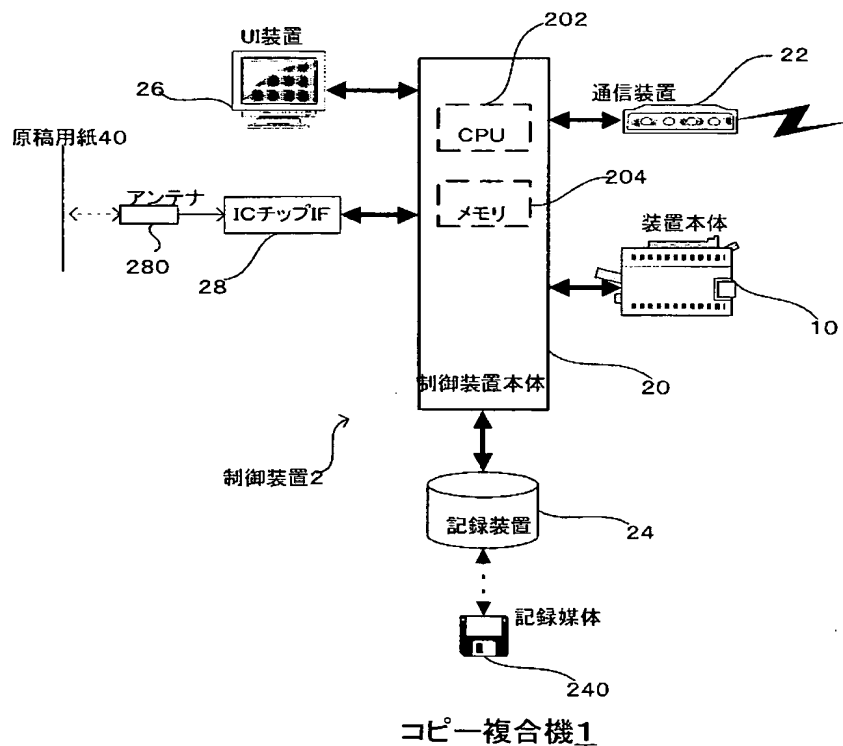 202
UI装置
22
26
通信装置
CPU
原稿用紙40
204
アンテナ
ICチップIF
メモリ
装置本体
280
28
10
制御装置本体
20
制御装置2
記録装置
24
記録媒体
240
コピー複合機1